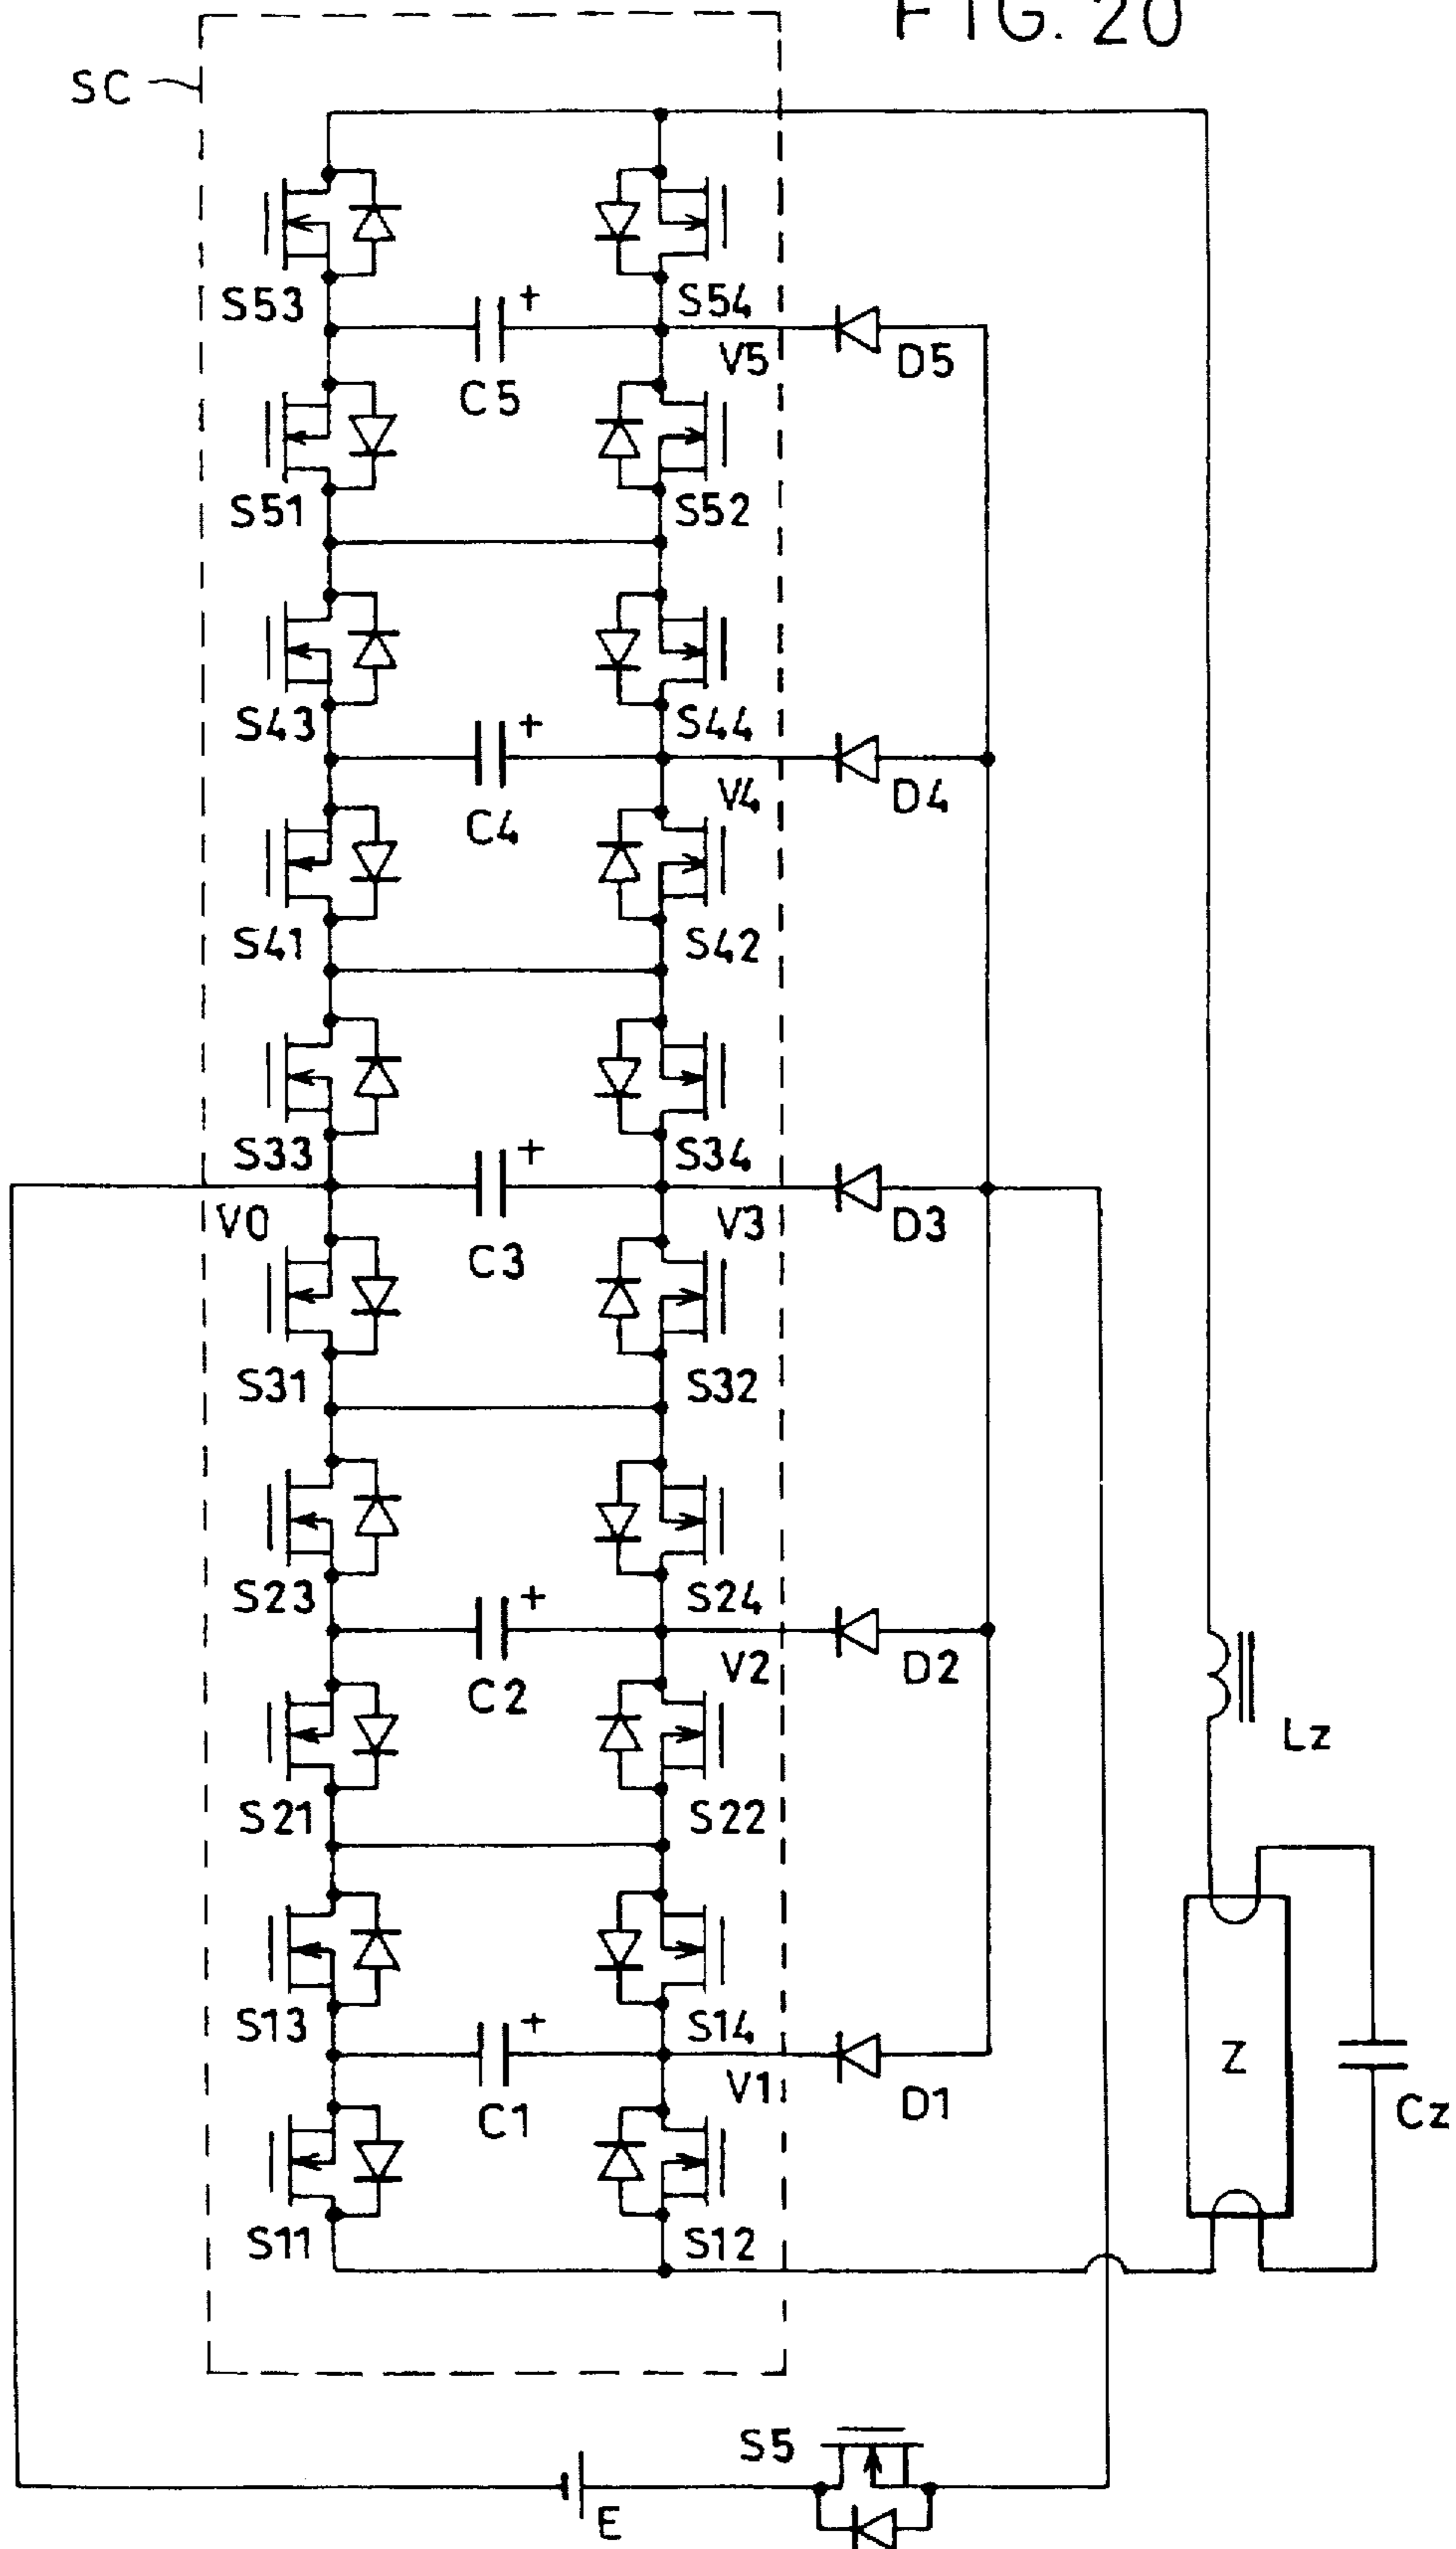 FIG. 20
SC
S53
+
S54
C5
V5
D5
S51
S52
S43
+
S44
C4
V4
D4
S41
S42
S33
+
S34
V0
C3
V3
D3
S31
S32
S23
+
S24
C2
V2
D2
Lz
S21
S22
S13
+
S14
Z
C1
V1
D1
Cz
S11
S12
S5
E